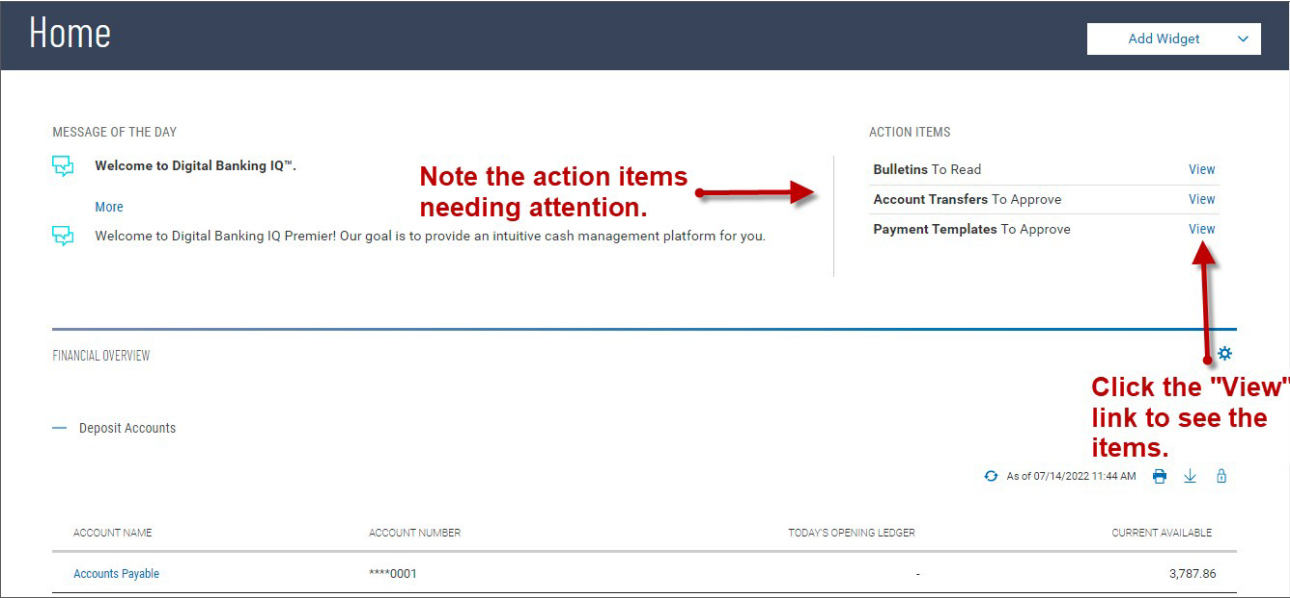 Home
Add Widget
MESSAGE OF THE DAY
Welcome to Digital Banking IQ™.
More
Welcome to Digital Banking IQ Premier! Our goal is to provide an intuitive cash management platform for you.
Note the action items
needing attention.
ACTION ITEMS
Bulletins To Read View
Account Transfers To Approve View
Payment Templates To Approve View
Click the "View"
link to see the
items.
FINANCIAL OVERVIEW
Deposit Accounts
As of 07/14/2022 11:44 AM
ACCOUNT NAME ACCOUNT NUMBER TODAY'S OPENING LEDGER CURRENT AVAILABLE
Accounts Payable ****0001 - 3,787.86